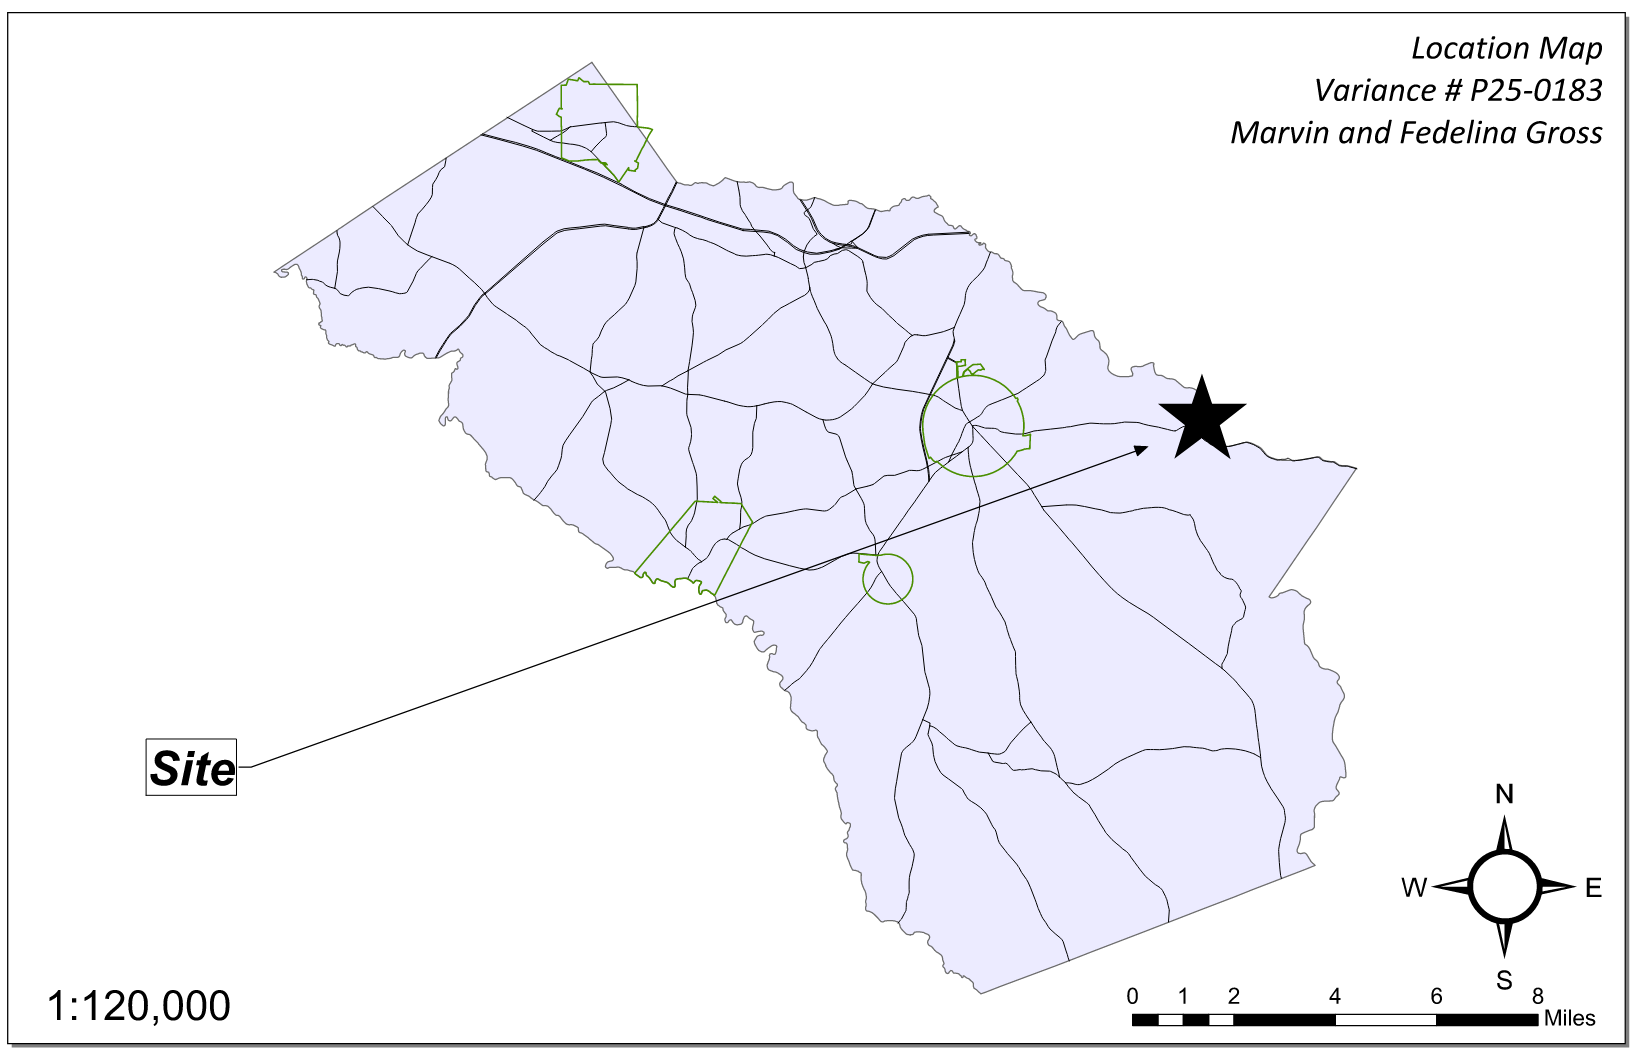 Location Map
Variance # P25-0183
Marvin and Fedelina Gross
Site
N
W E
S
1:120,000
0 1 2 4 6 8
Miles